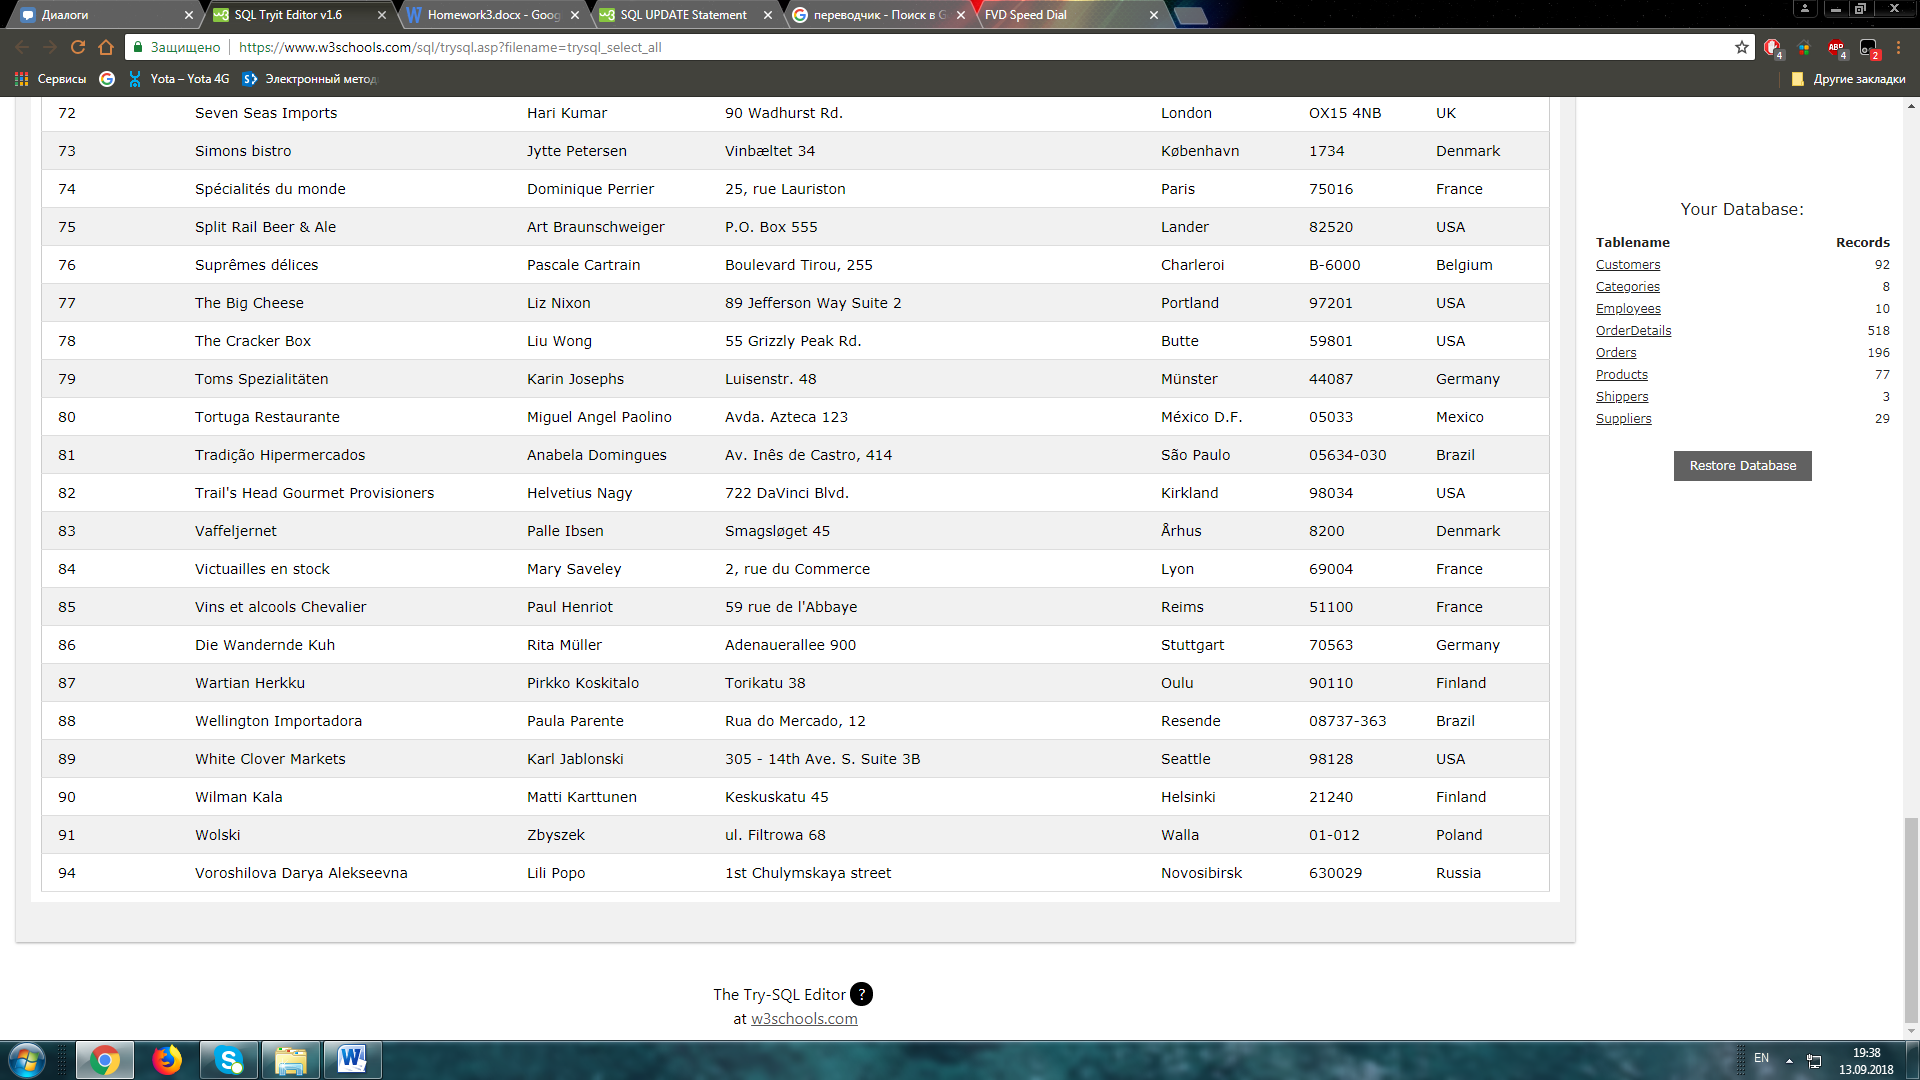 Диалоги
SQL Tryit Editor v1.6
Homework3.docx - Goog
SQL UPDATE Statement
переводчик - Поиск в G
FVD Speed Dial
Защищено https://www.w3schools.com/sql/trysql.asp?filename=trysql_select_all
4 ABP 4 2
Сервисы Yota – Yota 4G Электронный метод Другие закладки
72 Seven Seas Imports Hari Kumar 90 Wadhurst Rd. London OX15 4NB UK
73 Simons bistro Jytte Petersen Vinbæltet 34 København 1734 Denmark
74 Spécialités du monde Dominique Perrier 25, rue Lauriston Paris 75016 France
75 Split Rail Beer & Ale Art Braunschweiger P.O. Box 555 Lander 82520 USA
76 Suprêmes délices Pascale Cartrain Boulevard Tirou, 255 Charleroi B-6000 Belgium
77 The Big Cheese Liz Nixon 89 Jefferson Way Suite 2 Portland 97201 USA
78 The Cracker Box Liu Wong 55 Grizzly Peak Rd. Butte 59801 USA
79 Toms Spezialitäten Karin Josephs Luisenstr. 48 Münster 44087 Germany
80 Tortuga Restaurante Miguel Angel Paolino Avda. Azteca 123 México D.F. 05033 Mexico
81 Tradição Hipermercados Anabela Domingues Av. Inês de Castro, 414 São Paulo 05634-030 Brazil
82 Trail's Head Gourmet Provisioners Helvetius Nagy 722 DaVinci Blvd. Kirkland 98034 USA
83 Vaffeljernet Palle Ibsen Smagsløget 45 Århus 8200 Denmark
84 Victuailles en stock Mary Saveley 2, rue du Commerce Lyon 69004 France
85 Vins et alcools Chevalier Paul Henriot 59 rue de l'Abbaye Reims 51100 France
86 Die Wandernde Kuh Rita Müller Adenauerallee 900 Stuttgart 70563 Germany
87 Wartian Herkku Pirkko Koskitalo Torikatu 38 Oulu 90110 Finland
88 Wellington Importadora Paula Parente Rua do Mercado, 12 Resende 08737-363 Brazil
89 White Clover Markets Karl Jablonski 305 - 14th Ave. S. Suite 3B Seattle 98128 USA
90 Wilman Kala Matti Karttunen Keskuskatu 45 Helsinki 21240 Finland
91 Wolski Zbyszek ul. Filtrowa 68 Walla 01-012 Poland
94 Voroshilova Darya Alekseevna Lili Popo 1st Chulymskaya street Novosibirsk 630029 Russia
Your Database:
Tablename Records
Customers 92
Categories 8
Employees 10
OrderDetails 518
Orders 196
Products 77
Shippers 3
Suppliers 29
Restore Database
The Try-SQL Editor ?
at w3schools.com
EN
19:38
13.09.2018